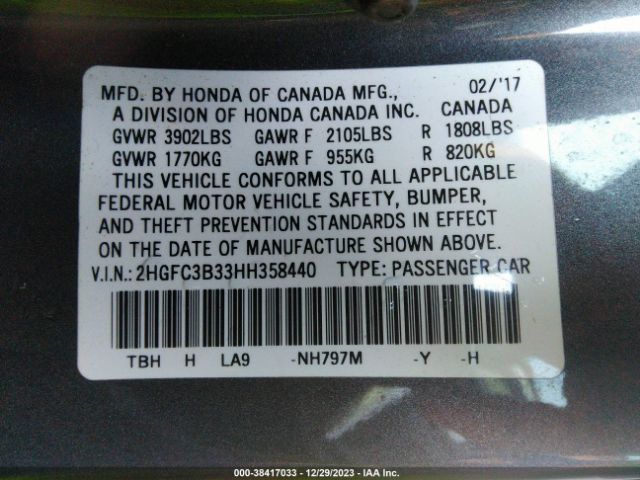 MFD. BY HONDA OF CANADA MFG., 02/'17
A DIVISION OF HONDA CANADA INC. CANADA
GVWR 3902LBS GAWR F 2105LBS R 1808LBS
GVWR 1770KG GAWR F 955KG R 820KG
THIS VEHICLE CONFORMS TO ALL APPLICABLE
FEDERAL MOTOR VEHICLE SAFETY, BUMPER,
AND THEFT PREVENTION STANDARDS IN EFFECT
ON THE DATE OF MANUFACTURE SHOWN ABOVE.
V.I.N.: 2HGFC3B33HH358440 TYPE: PASSENGER CAR
TBH H LA9 -NH797M -Y -H
000-38417033 — 12/29/2023 — IAA Inc.